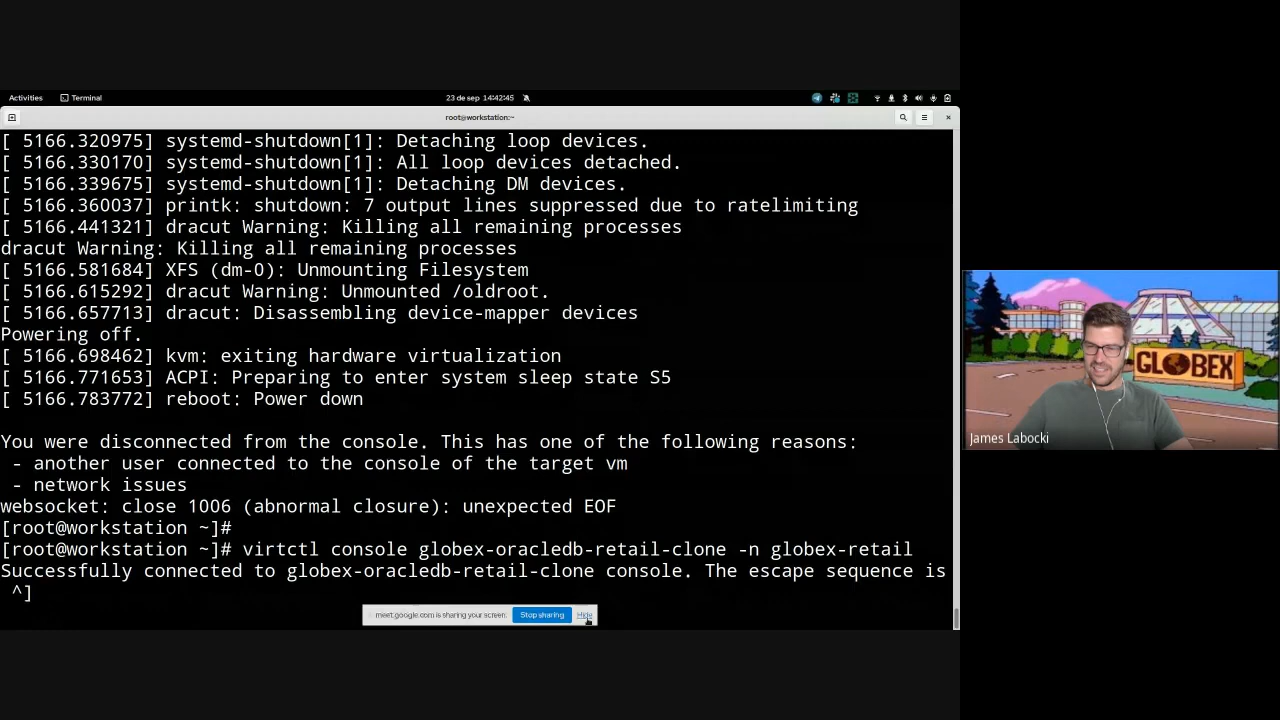 Activities
Terminal
23 de sep 14:42:45
root@workstation:~
[ 5166.320975] systemd-shutdown[1]: Detaching loop devices.
[ 5166.330170] systemd-shutdown[1]: All loop devices detached.
[ 5166.339675] systemd-shutdown[1]: Detaching DM devices.
[ 5166.360037] printk: shutdown: 7 output lines suppressed due to ratelimiting
[ 5166.441321] dracut Warning: Killing all remaining processes
dracut Warning: Killing all remaining processes
[ 5166.581684] XFS (dm-0): Unmounting Filesystem
[ 5166.615292] dracut Warning: Unmounted /oldroot.
[ 5166.657713] dracut: Disassembling device-mapper devices
Powering off.
[ 5166.698462] kvm: exiting hardware virtualization
[ 5166.771653] ACPI: Preparing to enter system sleep state S5
[ 5166.783772] reboot: Power down
You were disconnected from the console. This has one of the following reasons:
- another user connected to the console of the target vm
- network issues
websocket: close 1006 (abnormal closure): unexpected EOF
[root@workstation ~]#
[root@workstation ~]# virtctl console globex-oracledb-retail-clone -n globex-retail
Successfully connected to globex-oracledb-retail-clone console. The escape sequence is
^]
meet.google.com is sharing your screen.
Stop sharing
Hide
GLOBEX
James Labocki